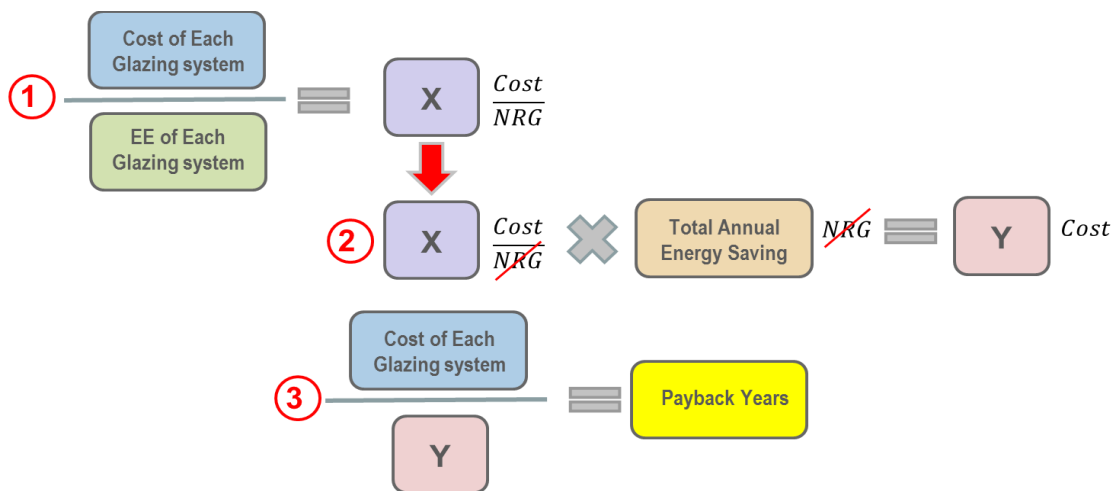 Cost of Each
Glazing system
1
EE of Each
Glazing system
X
Cost
NRG
2
X
Cost
NRG
Total Annual
Energy Saving
NRG
Y
Cost
Cost of Each
Glazing system
3
Y
Payback Years